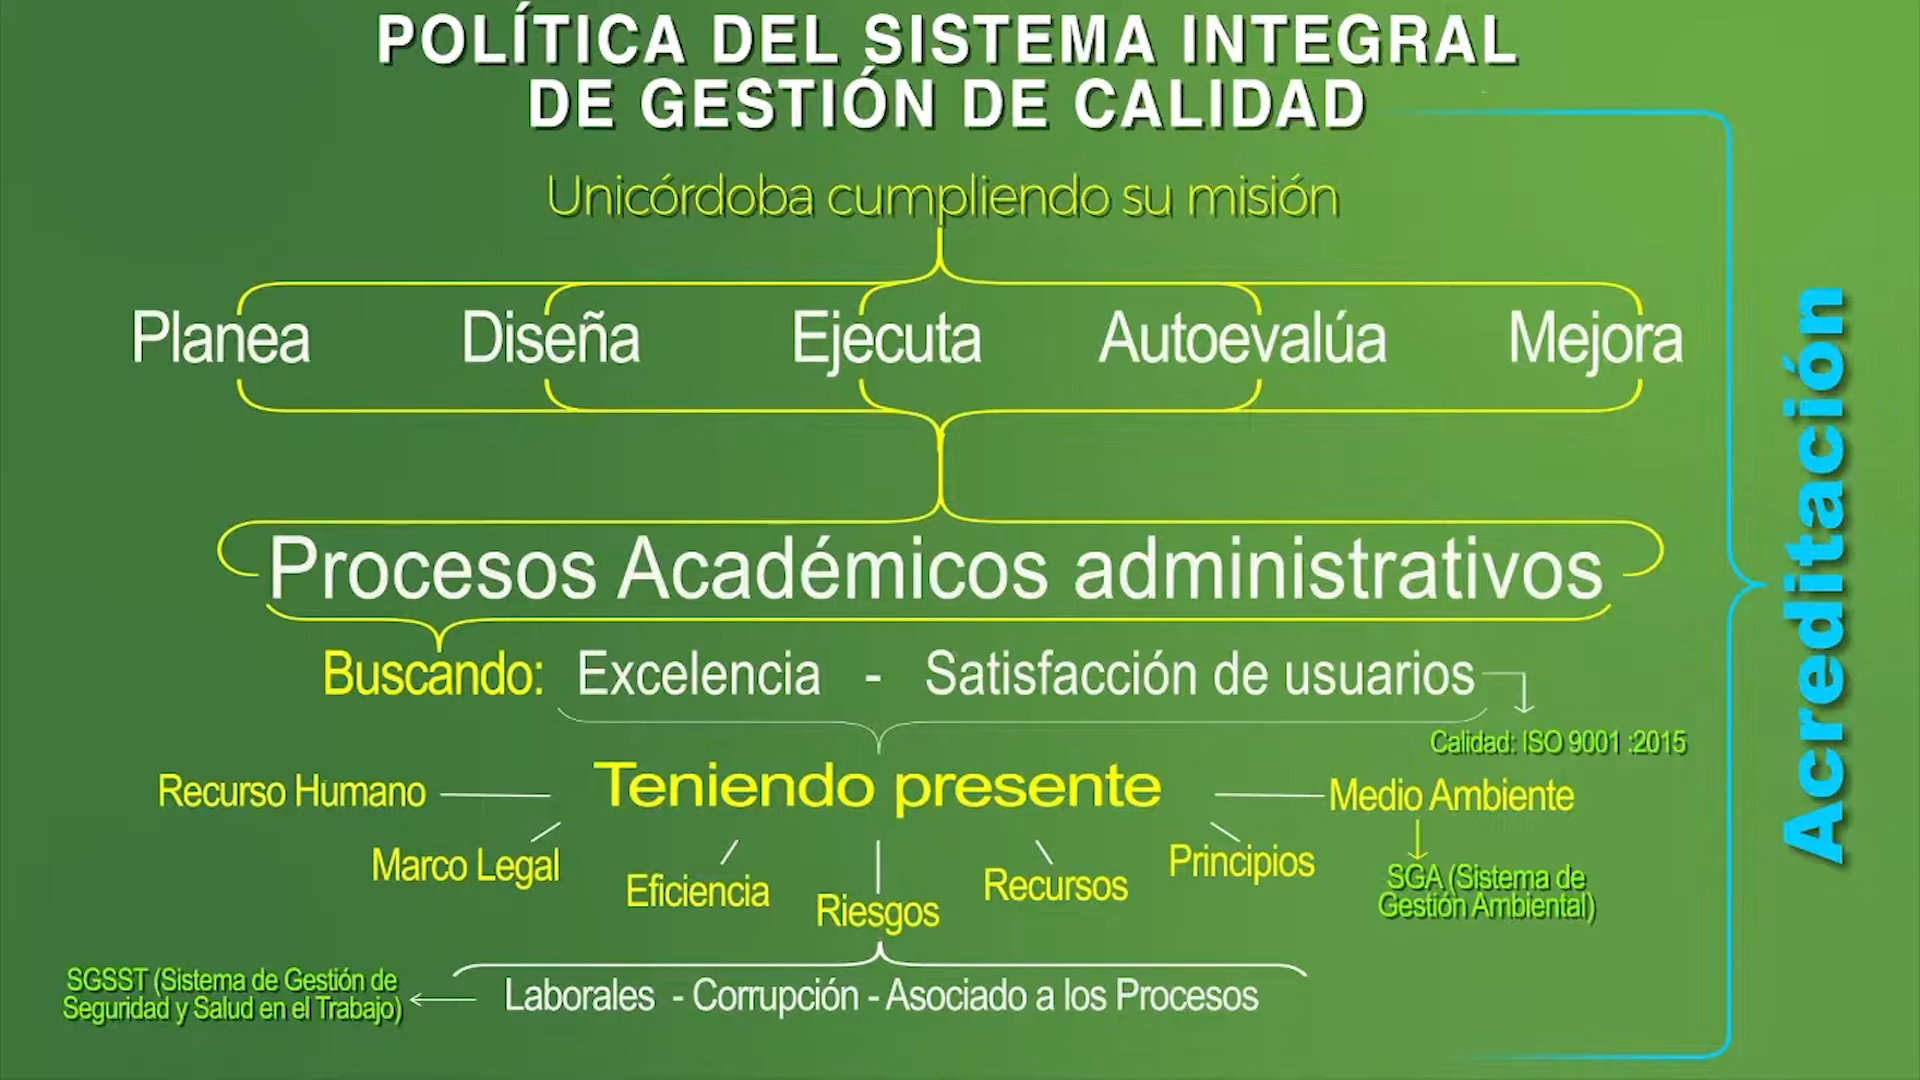 POLÍTICA DEL SISTEMA INTEGRAL
DE GESTIÓN DE CALIDAD
Unicórdoba cumpliendo su misión
Planea Diseña Ejecuta Autoevalúa Mejora
Procesos Académicos administrativos
Buscando: Excelencia - Satisfacción de usuarios
Calidad: ISO 9001 :2015
Recurso Humano Teniendo presente Medio Ambiente
Marco Legal Eficiencia Riesgos Recursos Principios
SGA (Sistema de
Gestión Ambiental)
SGSST (Sistema de Gestión de
Seguridad y Salud en el Trabajo)
Laborales - Corrupción - Asociado a los Procesos
Acreditación